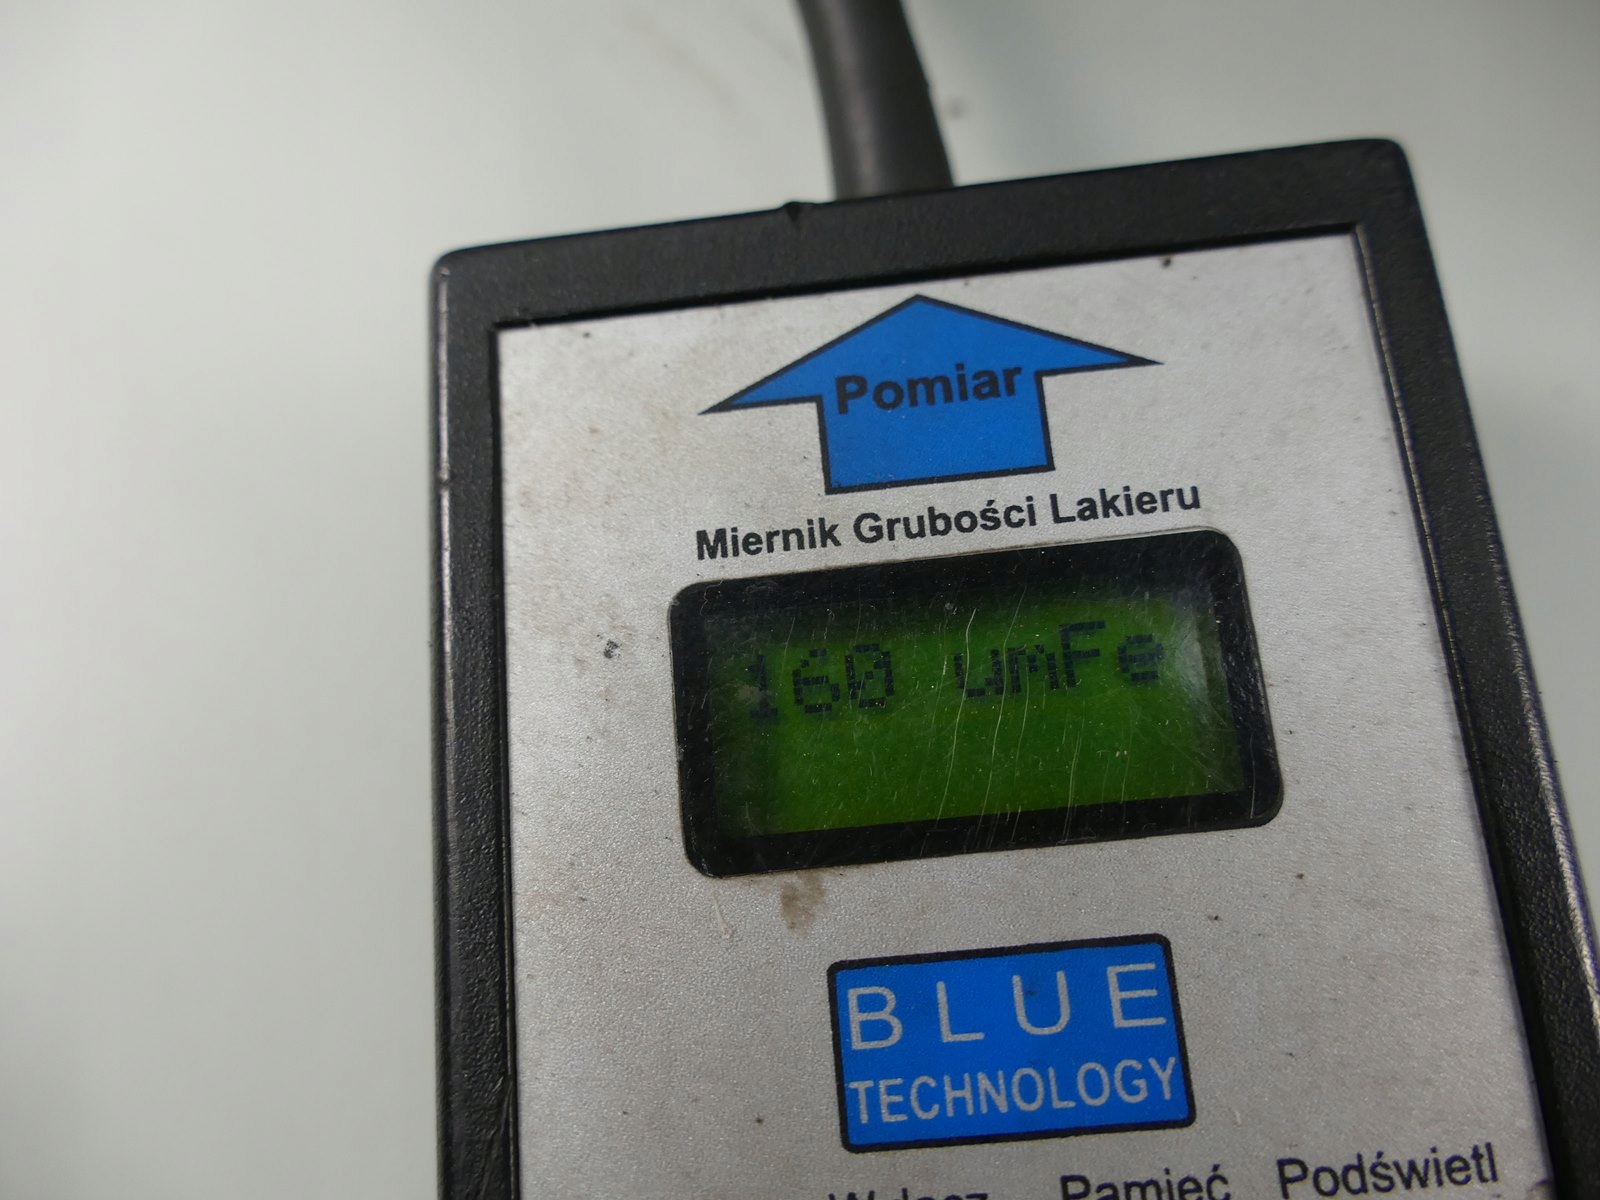 Pomiar
Miernik Grubości Lakieru
160 umFe
BLUE
TECHNOLOGY
Pamięć Podświetl